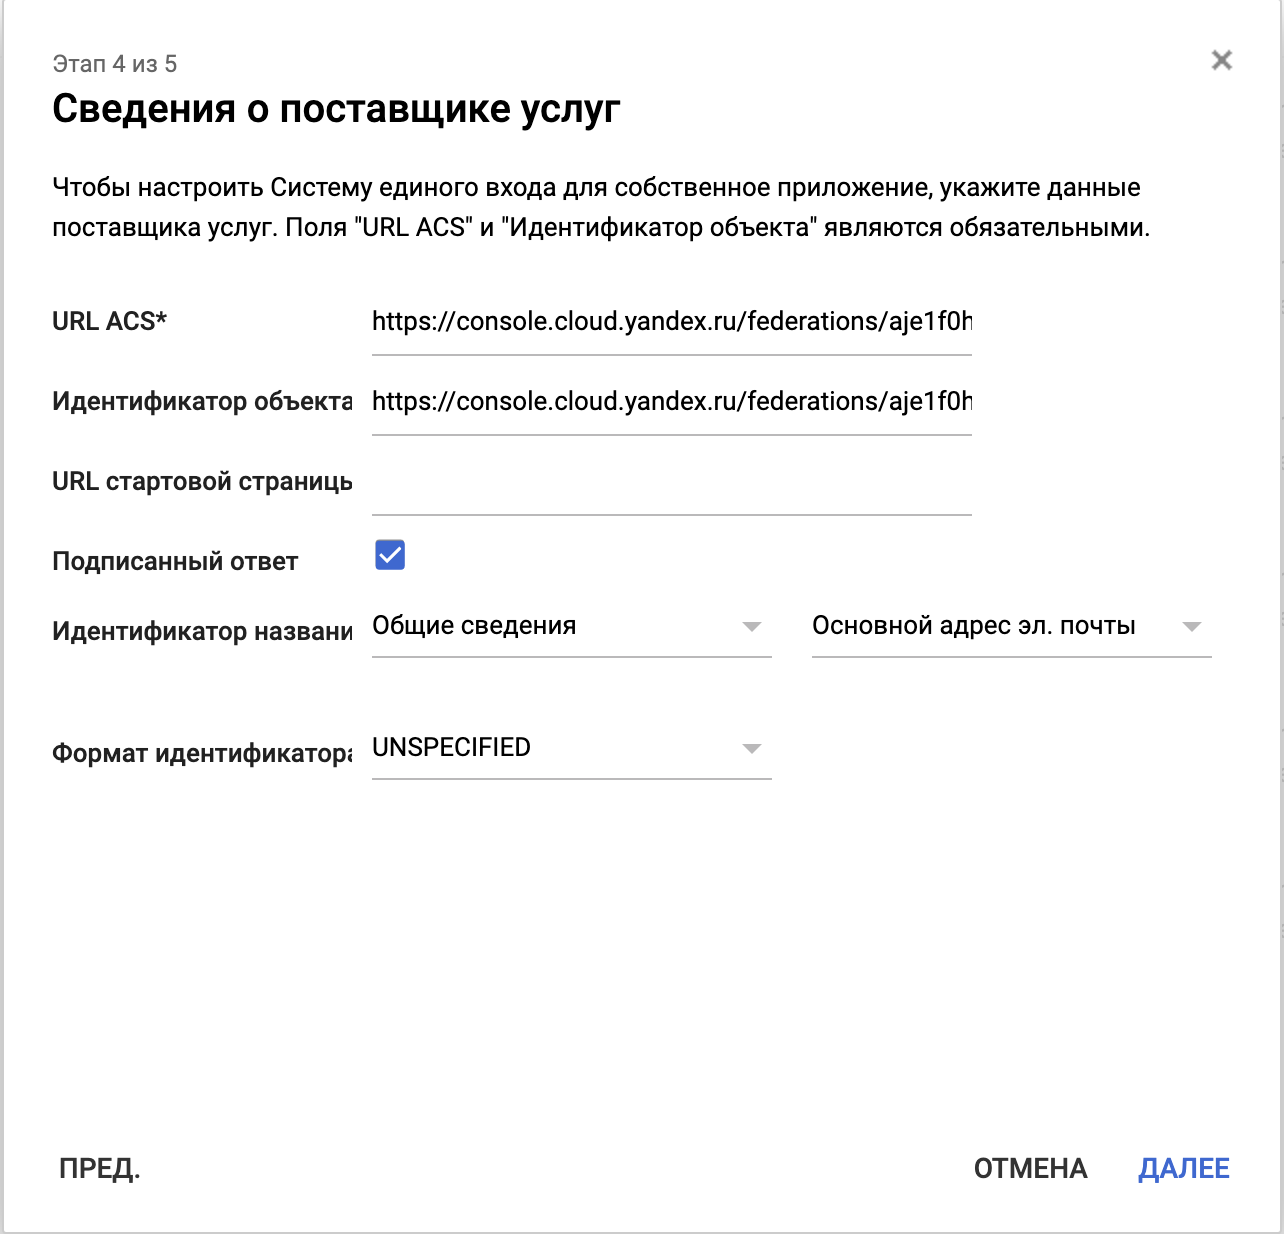 Этап 4 из 5
Сведения о поставщике услуг
Чтобы настроить Систему единого входа для собственное приложение, укажите данные
поставщика услуг. Поля "URL ACS" и "Идентификатор объекта" являются обязательными.
URL ACS* https://console.cloud.yandex.ru/federations/aje1f0h
Идентификатор объекта https://console.cloud.yandex.ru/federations/aje1f0h
URL стартовой страницы
Подписанный ответ
Идентификатор названи Общие сведения Основной адрес эл. почты
Формат идентификатора UNSPECIFIED
ПРЕД. ОТМЕНА ДАЛЕЕ